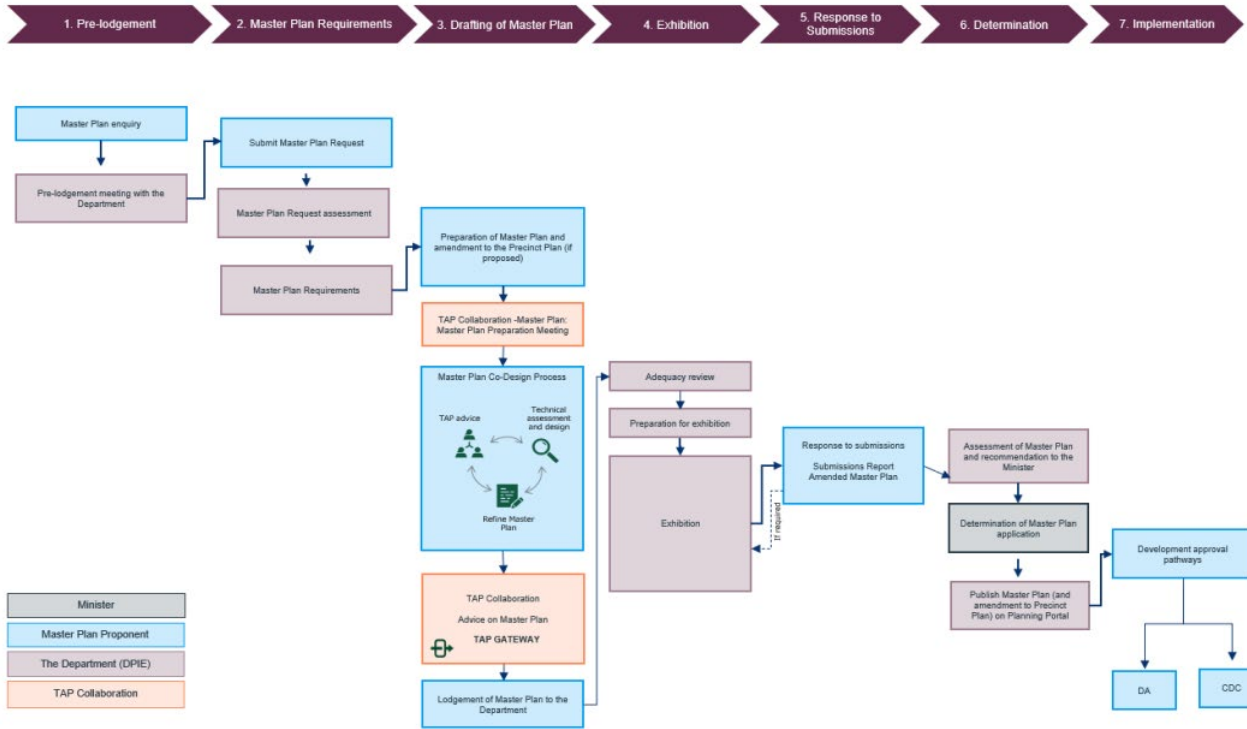 1. Pre-lodgement
2. Master Plan Requirements
3. Drafting of Master Plan
4. Exhibition
5. Response to
Submissions
6. Determination
7. Implementation
Master Plan enquiry
Pre-lodgement meeting with the
Department
Submit Master Plan Request
Master Plan Request assessment
Master Plan Requirements
Preparation of Master Plan and
amendment to the Precinct Plan (if
proposed)
TAP Collaboration -Master Plan:
Master Plan Preparation Meeting
Master Plan Co-Design Process
TAP advice
Technical
assessment
and design
Refine Master
Plan
TAP Collaboration
Advice on Master Plan
TAP GATEWAY
Lodgement of Master Plan to the
Department
Adequacy review
Preparation for exhibition
Exhibition
Response to submissions
Submissions Report
Amended Master Plan
If required
Assessment of Master Plan
and recommendation to the
Minister
Determination of Master Plan
application
Publish Master Plan (and
amendment to Precinct
Plan) on Planning Portal
Development approval
pathways
DA
CDC
Minister
Master Plan Proponent
The Department (DPIE)
TAP Collaboration